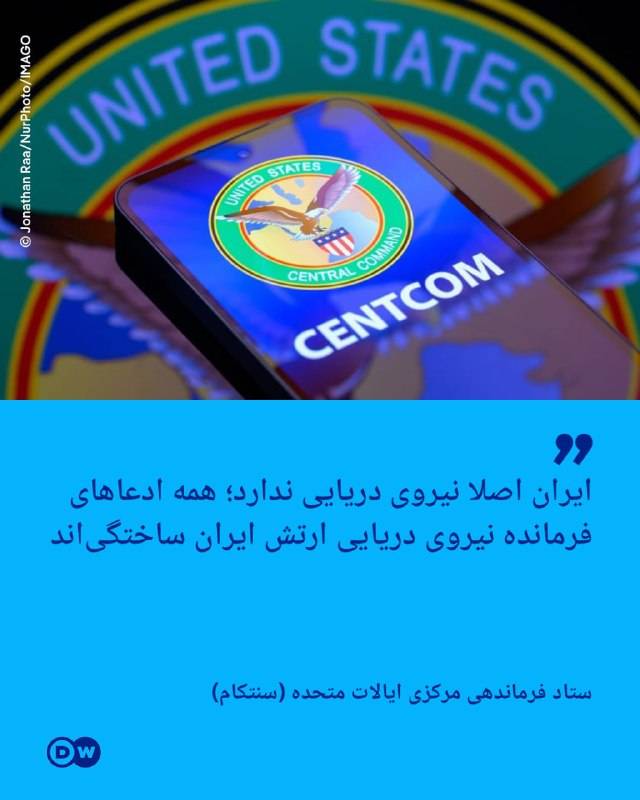 © Jonathan Raa/NurPhoto/IMAGO
UNITED STATES
UNITED STATES
CENTRAL COMMAND
CENTCOM
”
ایران اصلا نیروی دریایی ندارد؛ همه ادعاهای
فرمانده نیروی دریایی ارتش ایران ساختگی‌اند
ستاد فرماندهی مرکزی ایالات متحده (سنتکام)
DW